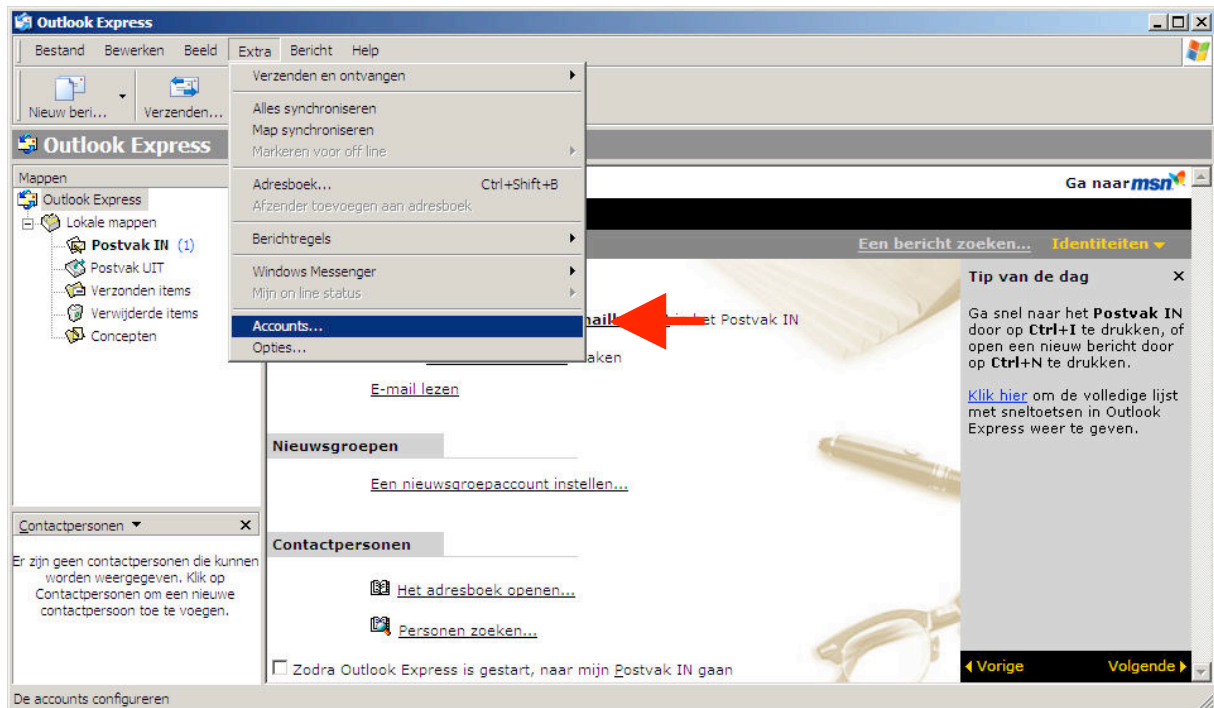 Outlook Express
Bestand Bewerken Beeld Extra Bericht Help
Nieuw beri... Verzenden...
Outlook Express
Verzenden en ontvangen
Alles synchroniseren
Map synchroniseren
Markeren voor off line
Adresboek... Ctrl+Shift+B
Afzender toevoegen aan adresboek
Berichtregels
Windows Messenger
Mijn on line status
Accounts...
Opties...
Mappen
Outlook Express
Lokale mappen
Postvak IN (1)
Postvak UIT
Verzonden items
Verwijderde items
Concepten
Contactpersonen
Er zijn geen contactpersonen die kunnen
worden weergegeven. Klik op
Contactpersonen om een nieuwe
contactpersoon toe te voegen.
Ga naar msn
Een bericht zoeken... Identiteiten
het Postvak IN
aken
E-mail lezen
Nieuwsgroepen
Een nieuwsgroepaccount instellen...
Contactpersonen
Het adresboek openen...
Personen zoeken...
Zodra Outlook Express is gestart, naar mijn Postvak IN gaan
Tip van de dag
Ga snel naar het Postvak IN
door op Ctrl+I te drukken, of
open een nieuw bericht door
op Ctrl+N te drukken.
Klik hier om de volledige lijst
met sneltoetsen in Outlook
Express weer te geven.
Vorige Volgende
De accounts configureren